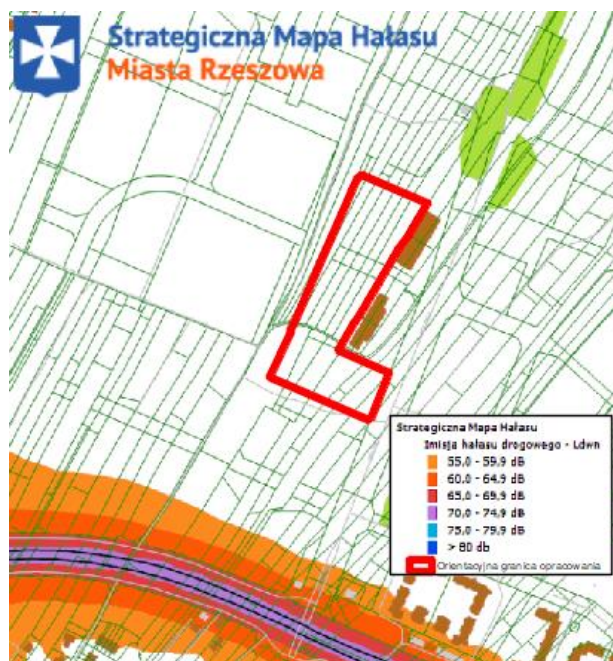 Strategiczna Mapa Hałasu
Miasta Rzeszowa
Strategiczna Mapa Hałasu
Imisja hałasu drogowego - Ldwn
55,0 - 59,9 dB
60,0 - 64,9 dB
65,0 - 69,9 dB
70,0 - 74,9 dB
75,0 - 79,9 dB
> 80 db
Orientacyjna granica opracowania